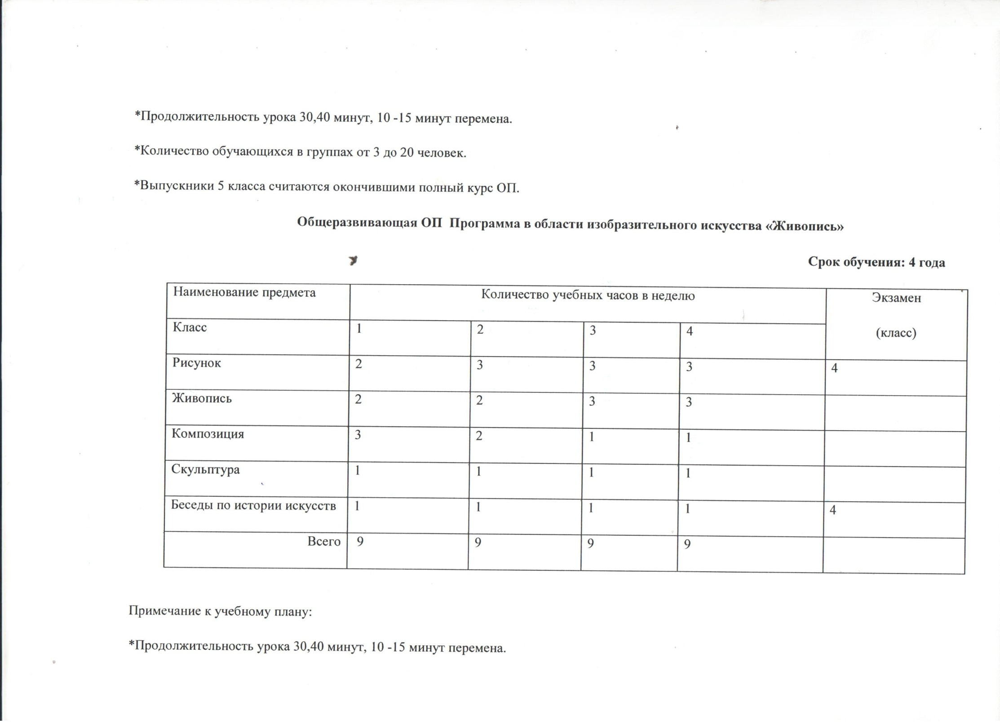 *Продолжительность урока 30,40 минут, 10 -15 минут перемена.
*Количество обучающихся в группах от 3 до 20 человек.
*Выпускники 5 класса считаются окончившими полный курс ОП.
Общеразвивающая ОП  Программа в области изобразительного искусства «Живопись»
Срок обучения: 4 года
Наименование предмета Количество учебных часов в неделю Экзамен
(класс)
Класс 1 2 3 4
Рисунок 2 3 3 3 4
Живопись 2 2 3 3
Композиция 3 2 1 1
Скульптура 1 1 1 1
Беседы по истории искусств 1 1 1 1 4
Всего 9 9 9 9
Примечание к учебному плану:
*Продолжительность урока 30,40 минут, 10 -15 минут перемена.